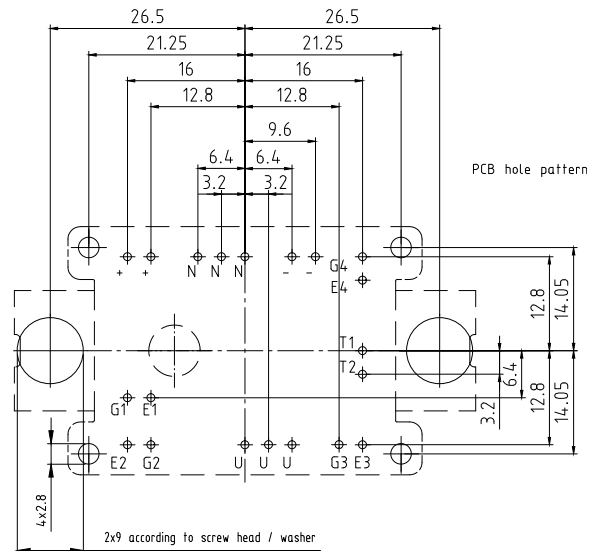 26.5 26.5
21.25 21.25
16 16
12.8 12.8
9.6
6.4 6.4
3.2 3.2
PCB hole pattern
+ + N N N - - G4
E4
12.8 14.05
T1
T2
6.4
3.2
12.8 14.05
G1 E1
E2 G2 U U U G3 E3
4x2.8
2x9 according to screw head / washer